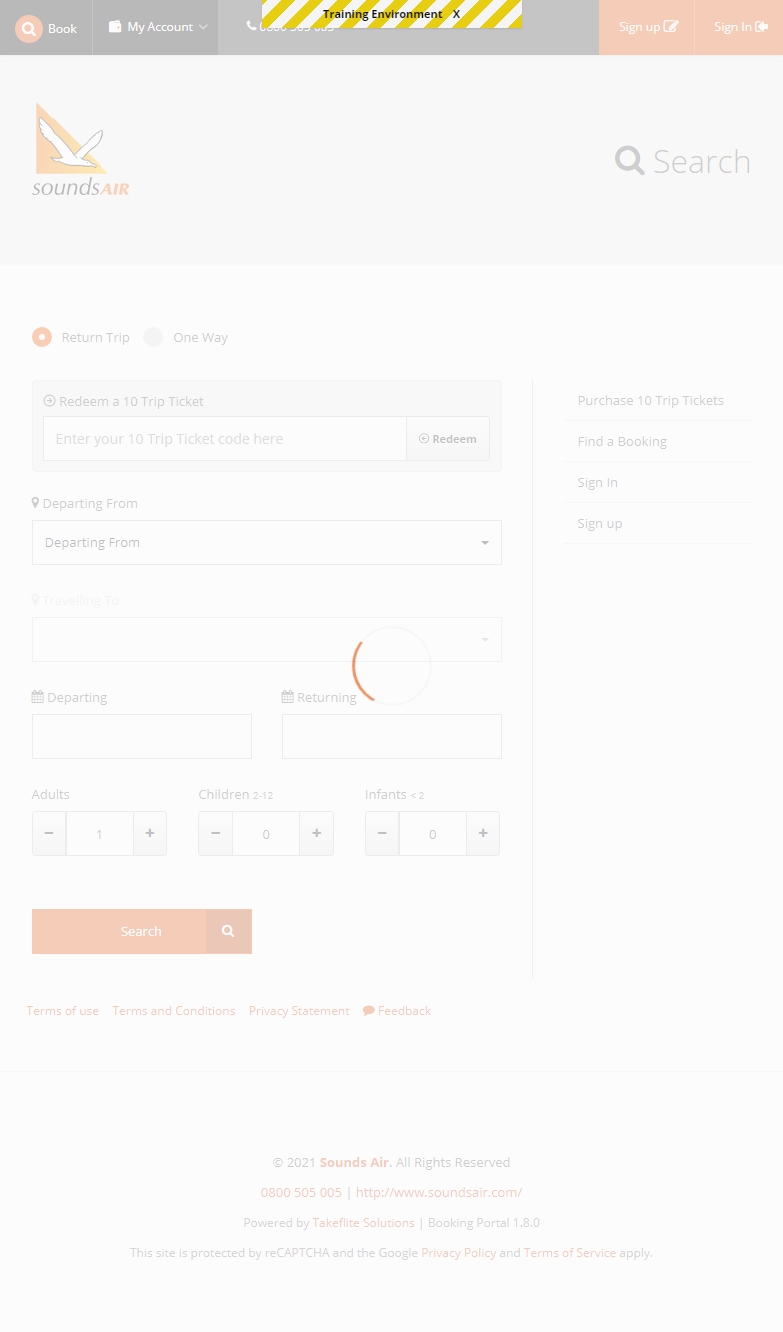 Training Environment X
Book
My Account
Sign up
Sign In
soundsAIR
Search
Return Trip
One Way
Redeem a 10 Trip Ticket
Enter your 10 Trip Ticket code here
Redeem
Purchase 10 Trip Tickets
Find a Booking
Sign In
Sign up
Departing From
Departing From
Travelling To
Departing
Returning
Adults
Children 2-12
Infants < 2
− 1 +
− 0 +
− 0 +
Search
Terms of use Terms and Conditions Privacy Statement Feedback
© 2021 Sounds Air. All Rights Reserved
0800 505 005 | http://www.soundsair.com/
Powered by Takeflite Solutions | Booking Portal 1.8.0
This site is protected by reCAPTCHA and the Google Privacy Policy and Terms of Service apply.